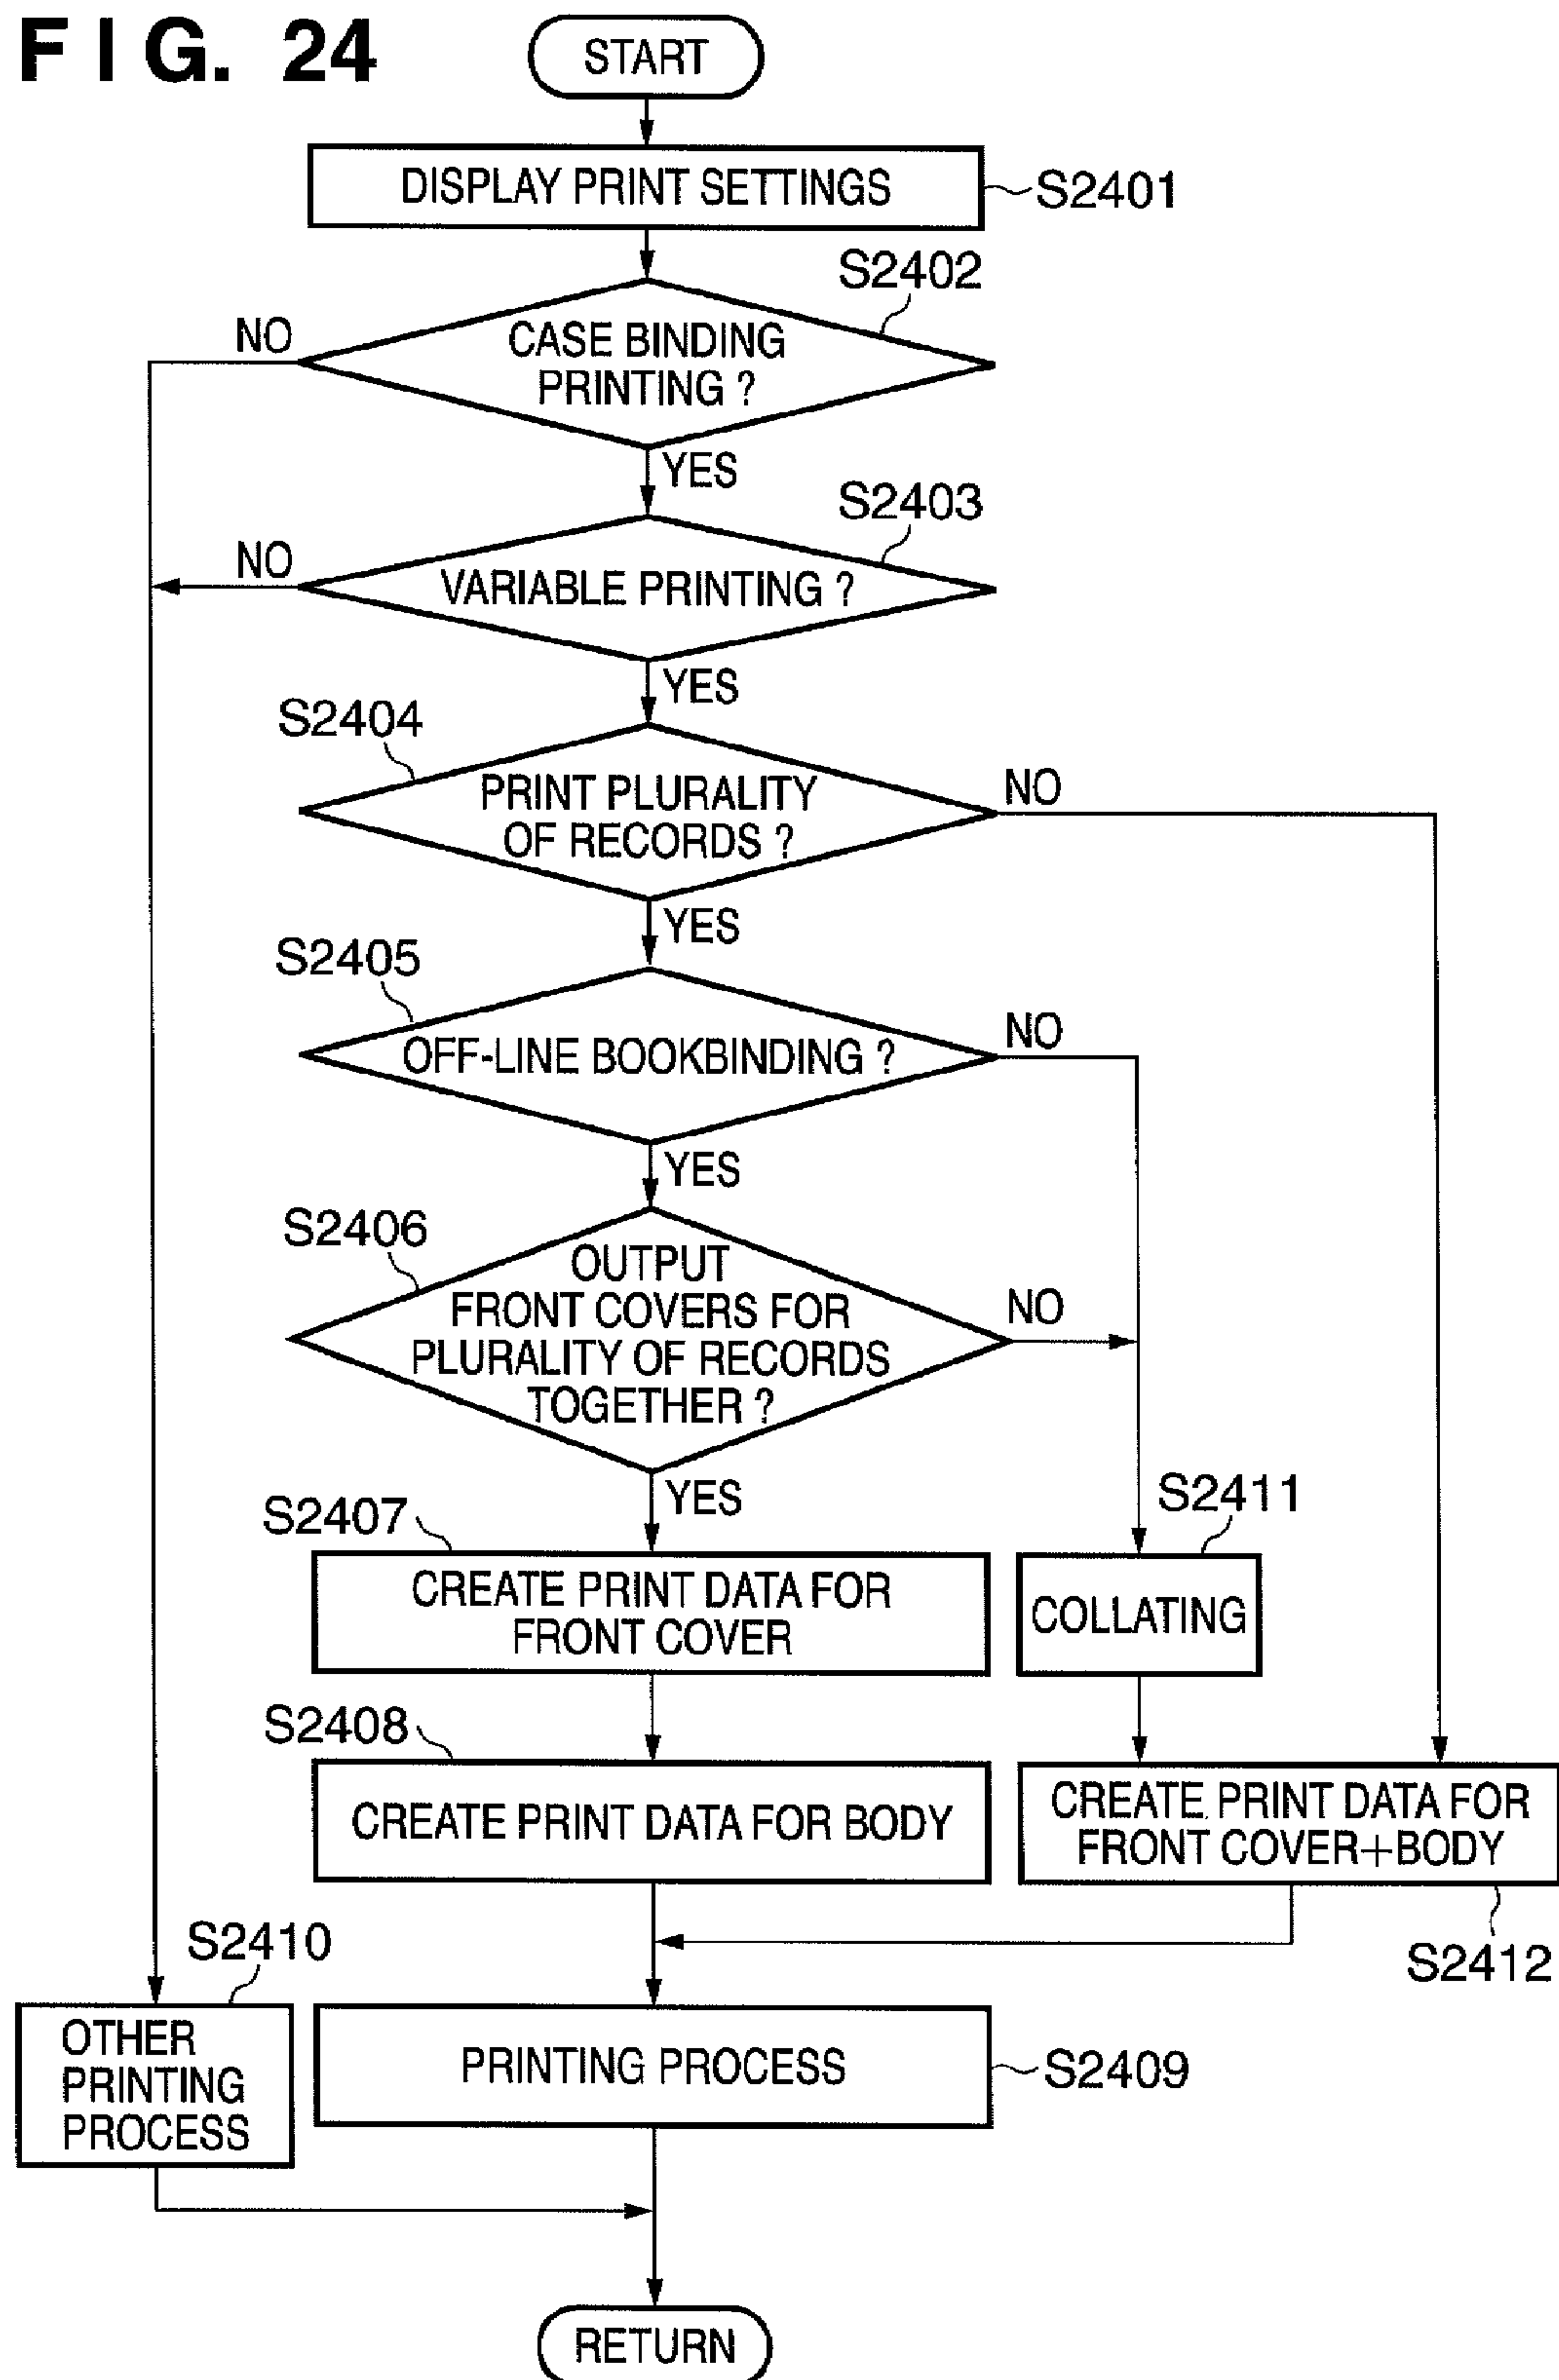 FIG. 24
START
DISPLAY PRINT SETTINGS
S2401
S2402
CASE BINDING
PRINTING ?
NO
YES
S2403
VARIABLE PRINTING ?
NO
YES
S2404
PRINT PLURALITY
OF RECORDS ?
NO
YES
S2405
OFF-LINE BOOKBINDING ?
NO
YES
S2406
OUTPUT
FRONT COVERS FOR
PLURALITY OF RECORDS
TOGETHER ?
NO
YES
S2407
CREATE PRINT DATA FOR
FRONT COVER
S2411
COLLATING
S2408
CREATE PRINT DATA FOR BODY
CREATE PRINT DATA FOR
FRONT COVER+BODY
S2412
S2410
OTHER
PRINTING
PROCESS
PRINTING PROCESS
S2409
RETURN